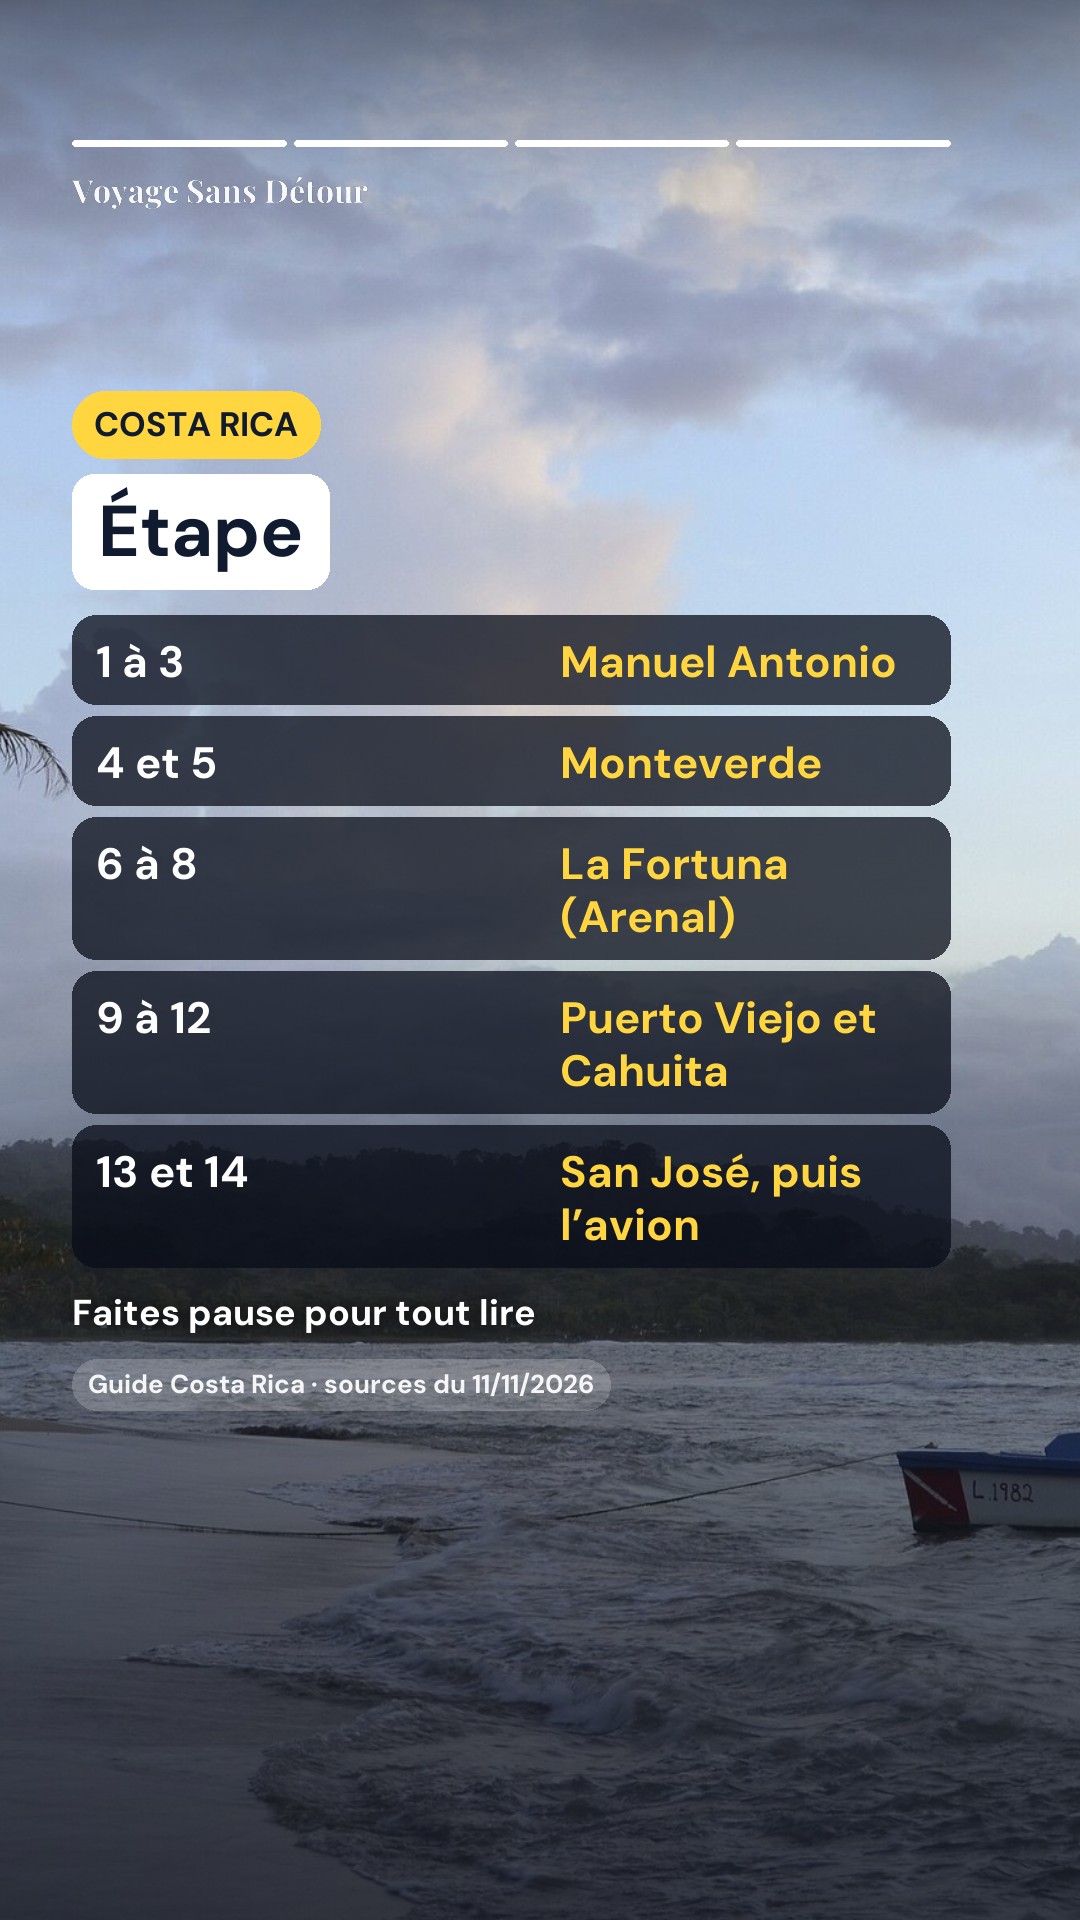 Voyage Sans Détour
COSTA RICA
Étape
1 à 3
Manuel Antonio
4 et 5
Monteverde
6 à 8
La Fortuna
(Arenal)
9 à 12
Puerto Viejo et
Cahuita
13 et 14
San José, puis
l’avion
Faites pause pour tout lire
Guide Costa Rica · sources du 11/11/2026
L.1982